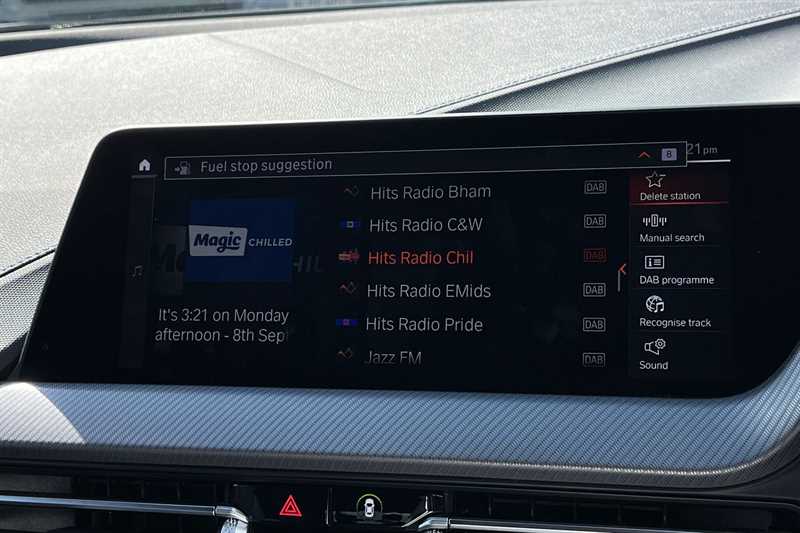 Fuel stop suggestion
8
21 pm
Magic CHILLED
It's 3:21 on Monday
afternoon - 8th Sept
Hits Radio Bham DAB
Hits Radio C&W DAB
Hits Radio Chil DAB
Hits Radio EMids DAB
Hits Radio Pride DAB
Jazz FM DAB
Delete station
Manual search
DAB programme
Recognise track
Sound